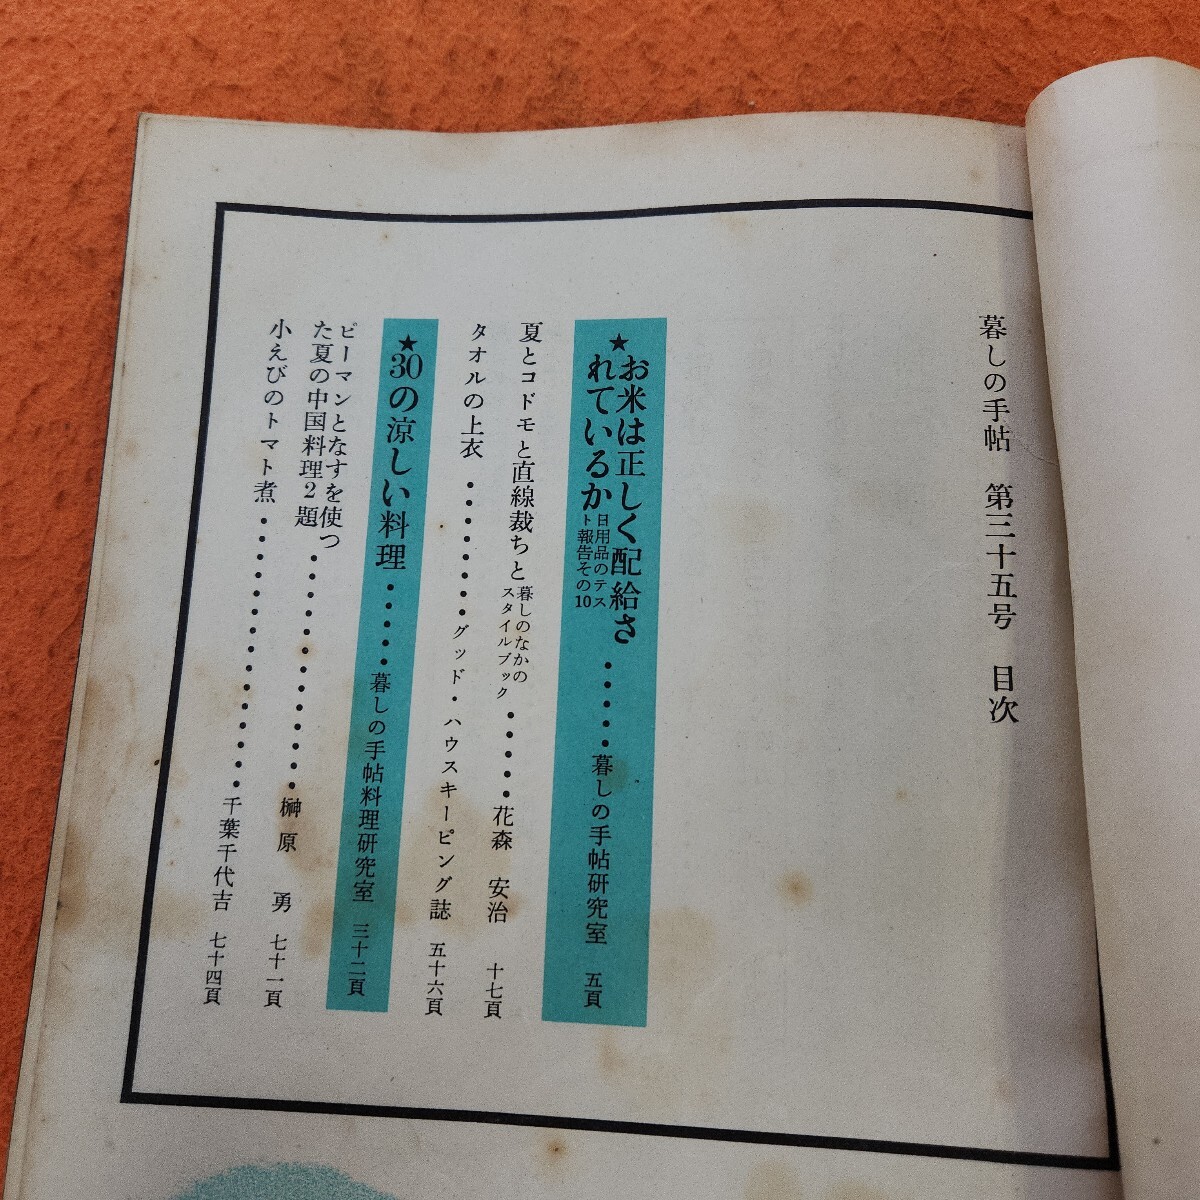 暮しの手帖 第三十五号 目次
★お米は正しく配給さ
れているか
日用品のテス
ト報告その10
・・・・・暮しの手帖研究室 五頁
夏とコドモと直線裁ちと
暮しのなかの
スタイルブック
・・・・・花森 安治 十七頁
タオルの上衣・・・・・・・・グッド・ハウスキーピング誌 五十六頁
★30の涼しい料理・・・・・暮しの手帖料理研究室 三十二頁
ピーマンとなすを使っ
た夏の中国料理2題・・・・・・・・・・・榊原 勇 七十一頁
小えびのトマト煮・・・・・・・・・・・・・千葉千代吉 七十四頁